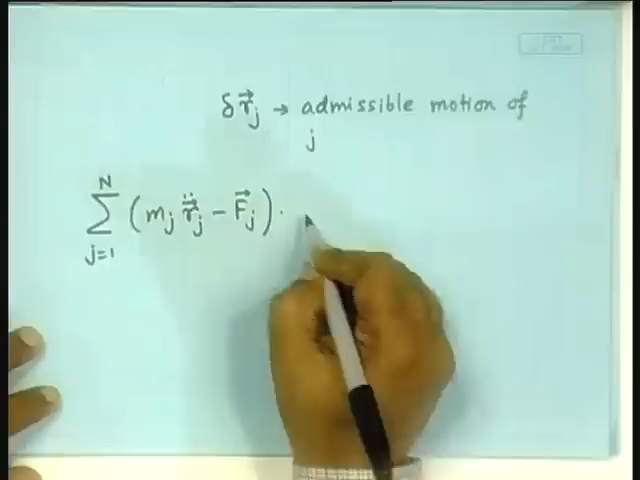 δr⃗ⱼ → admissible motion of
j
∑_{j=1}^{N} (mⱼ r⃗̈ⱼ − F⃗ⱼ) ·